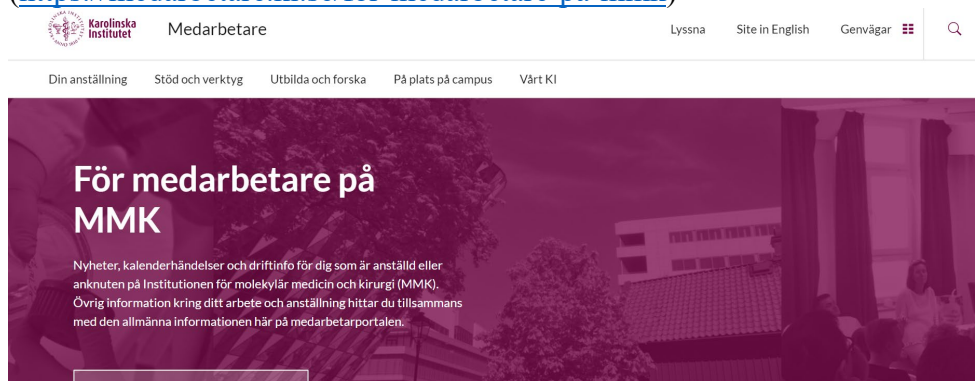 Karolinska
Institutet
Medarbetare
Lyssna
Site in English
Genvägar
Din anställning
Stöd och verktyg
Utbilda och forska
På plats på campus
Vårt KI
För medarbetare på
MMK
Nyheter, kalenderhändelser och driftinfo för dig som är anställd eller
anknuten på Institutionen för molekylär medicin och kirurgi (MMK).
Övrig information kring ditt arbete och anställning hittar du tillsammans
med den allmänna informationen här på medarbetarportalen.